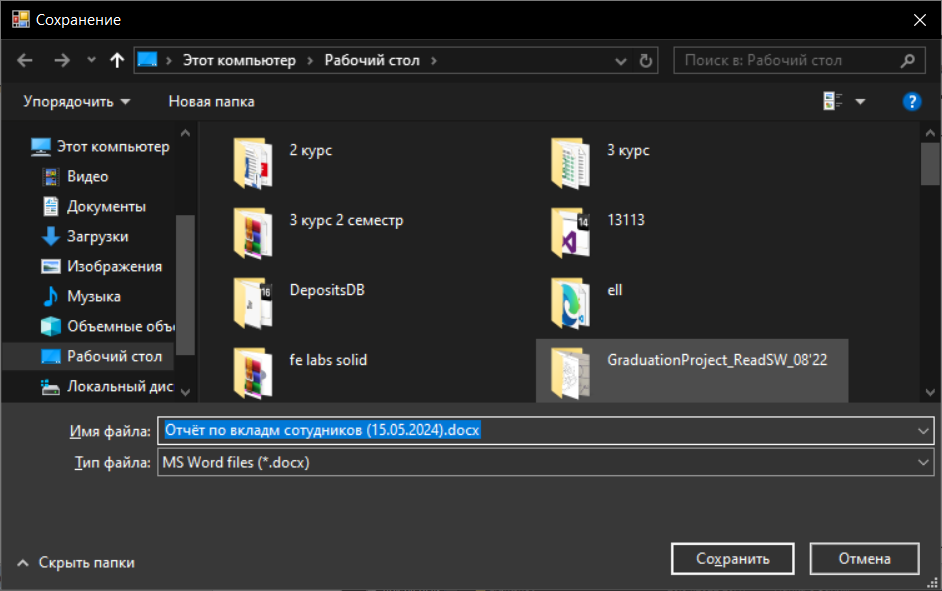 Сохранение
Этот компьютер › Рабочий стол ›
Поиск в: Рабочий стол
Упорядочить
Новая папка
?
Этот компьютер
Видео
Документы
Загрузки
Изображения
Музыка
Объемные объ
Рабочий стол
Локальный дис
2 курс
3 курс
3 курс 2 семестр
13113
14
DepositsDB
16
ell
fe labs solid
GraduationProject_ReadSW_08'22
Имя файла: Отчёт по вкладм сотудников (15.05.2024).docx
Тип файла: MS Word files (*.docx)
Скрыть папки
Сохранить
Отмена